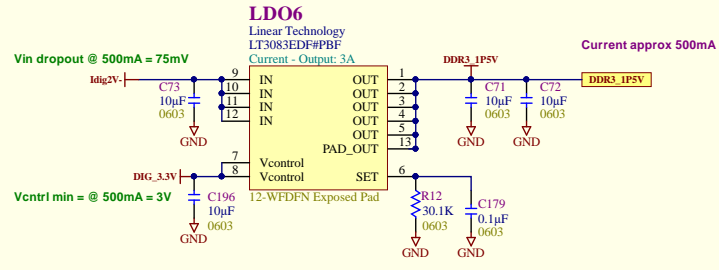 LDO6
Linear Technology
LT3083EDF#PBF
Current - Output: 3A
Current approx 500mA
Vin dropout @ 500mA = 75mV
DDR3_1P5V
Idig2V-
C73
10µF
0603
GND
9 IN
10 IN
11 IN
12 IN
OUT 1
OUT 2
OUT 3
OUT 4
OUT 5
PAD_OUT 13
C71
10µF
0603
GND
C72
10µF
0603
GND
DDR3_1P5V
7 Vcontrol
8 Vcontrol
SET 6
DIG_3.3V
Vcntrl min = @ 500mA = 3V
C196
10µF
0603
GND
12-WFDFN Exposed Pad
R12
30.1K
0603
GND
C179
0.1µF
0603
GND